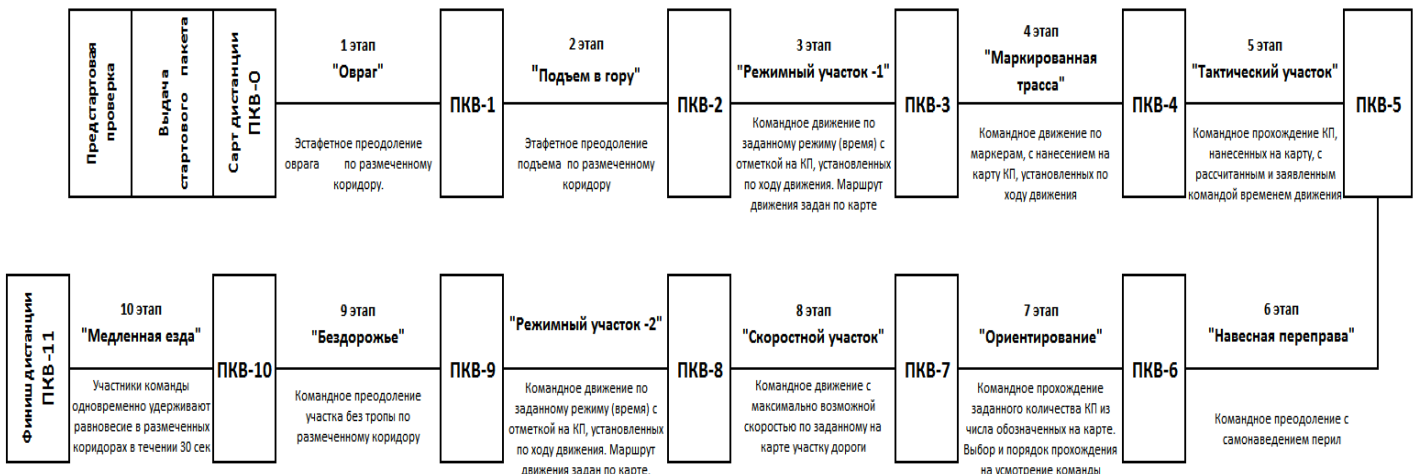 Предстартовая
проверка
Выдача
стартового пакета
Сарт дистанции
ПКВ-О
1 этап
"Овраг"
Эстафетное преодоление
оврага по размеченному
коридору.
ПКВ-1
2 этап
"Подъем в гору"
Этафетное преодоление
подъема по размеченному
коридору
ПКВ-2
3 этап
"Режимный участок -1"
Командное движение по
заданному режиму (время) с
отметкой на КП, установленных
по ходу движения. Маршрут
движения задан по карте
ПКВ-3
4 этап
"Маркированная
трасса"
Командное движение по
маркерам, с нанесением на
карту КП, установленных по
ходу движения
ПКВ-4
5 этап
"Тактический участок"
Командное прохождение КП,
нанесенных на карту, с
рассчитанным и заявленным
командой временем движения
ПКВ-5
6 этап
"Навесная переправа"
Командное преодоление с
самонаведением перил
ПКВ-6
7 этап
"Ориентирование"
Командное прохождение
заданного количества КП из
числа обозначенных на карте.
Выбор и порядок прохождения
на усмотрение команды
ПКВ-7
8 этап
"Скоростной участок"
Командное движение с
максимально возможной
скоростью по заданному на
карте участку дороги
ПКВ-8
"Режимный участок -2"
Командное движение по
заданному режиму (время) с
отметкой на КП, установленных
по ходу движения. Маршрут
движения задан по карте.
ПКВ-9
9 этап
"Бездорожье"
Командное преодоление
участка без тропы по
размеченному коридору
ПКВ-10
10 этап
"Медленная езда"
Участники команды
одновременно удерживают
равновесие в размеченных
коридорах в течении 30 сек
Финиш дистанции
ПКВ-11